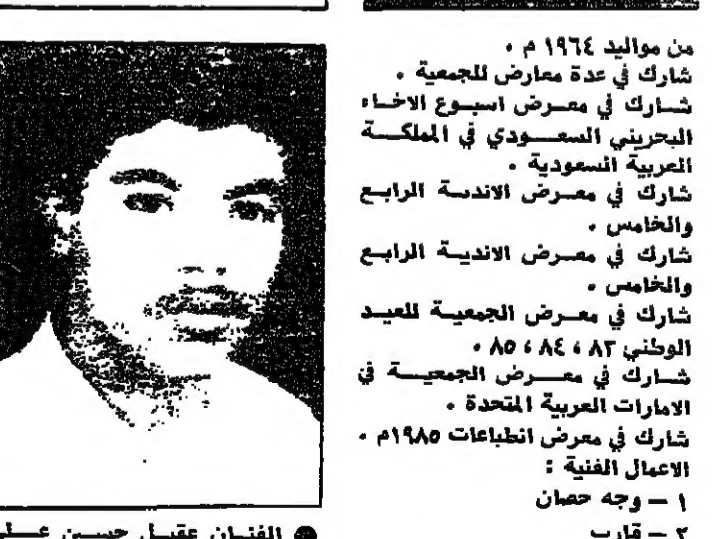 من مواليد ١٩٦٤ م .
شارك في عدة معارض للجمعية .
شارك في معرض اسبوع الاخاء
البحريني السعودي في المملكة
العربية السعودية .
شارك في معرض الاندية الرابع
والخامس .
شارك في معرض الاندية الرابع
والخامس .
شارك في معرض الجمعية للعيد
الوطني ٨٣ ، ٨٤ ، ٨٥ .
شارك في معرض الجمعية في
الامارات العربية المتحدة .
شارك في معرض انطباعات ١٩٨٥م .
الاعمال الفنية :
١ — وجه حصان
٢ — قارب
● الفنان عقيل حسين علي